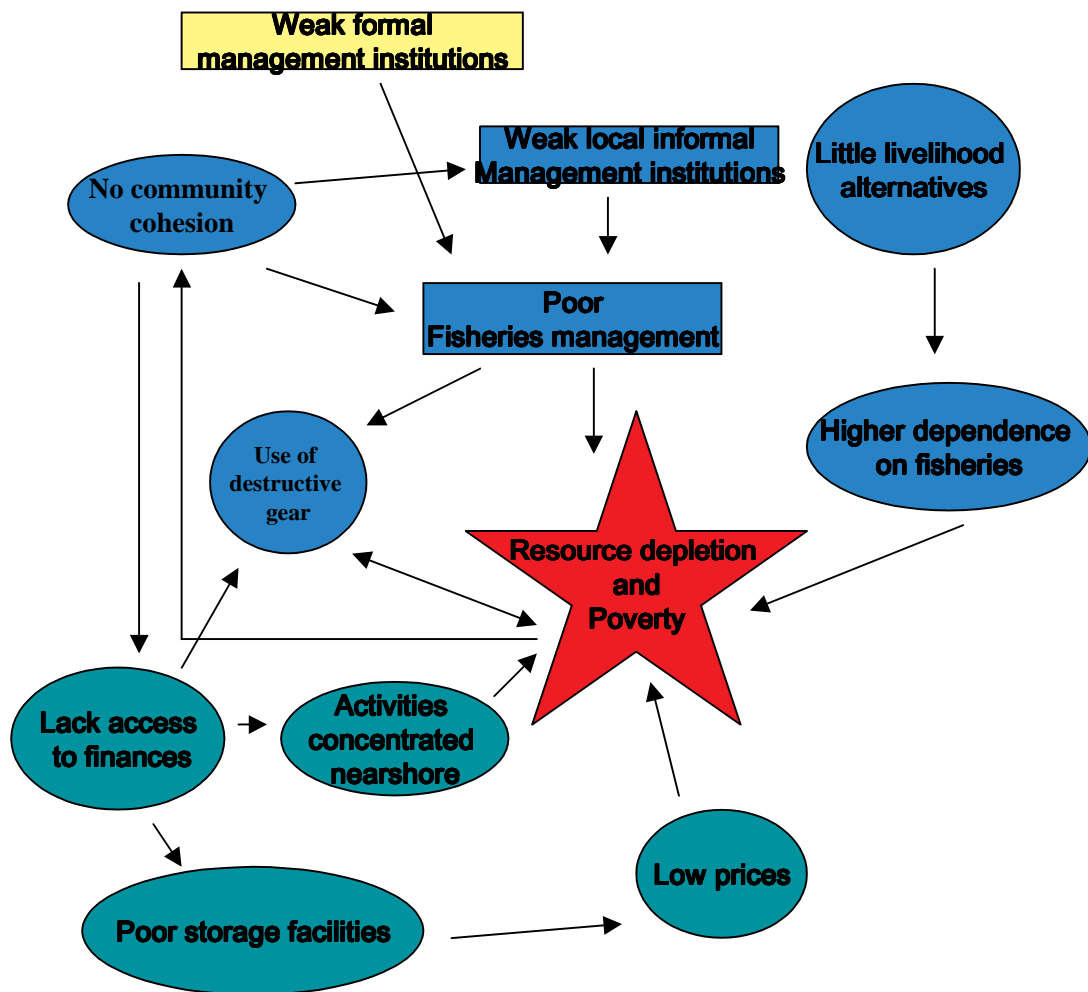 Weak formal
management institutions
Weak local informal
Management institutions
Little livelihood
alternatives
No community
cohesion
Poor
Fisheries management
Higher dependence
on fisheries
Use of
destructive
gear
Resource depletion
and
Poverty
Lack access
to finances
Activities
concentrated
nearshore
Low prices
Poor storage facilities